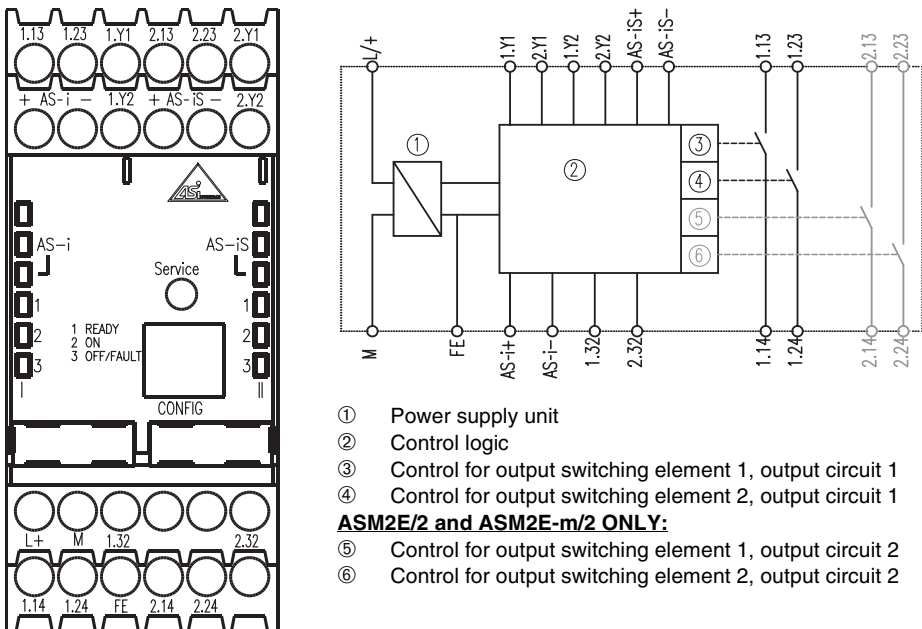 1.13 1.23 1.Y1 2.13 2.23 2.Y1
+ AS-i − 1.Y2 + AS-iS − 2.Y2
ASi
AS-i AS-iS
Service
1 1
2 2
3 3
1 READY
2 ON
3 OFF/FAULT
I II
CONFIG
L+ M 1.32 2.32
1.14 1.24 FE 2.14 2.24
L/+ 1.Y1 2.Y1 1.Y2 2.Y2 AS-iS+ AS-iS- 1.13 1.23 2.13 2.23
① ② ③
④
⑤
⑥
M FE AS-i+ AS-i- 1.32 2.32 1.14 1.24 2.14 2.24
① Power supply unit
② Control logic
③ Control for output switching element 1, output circuit 1
④ Control for output switching element 2, output circuit 1
ASM2E/2 and ASM2E-m/2 ONLY:
⑤ Control for output switching element 1, output circuit 2
⑥ Control for output switching element 2, output circuit 2